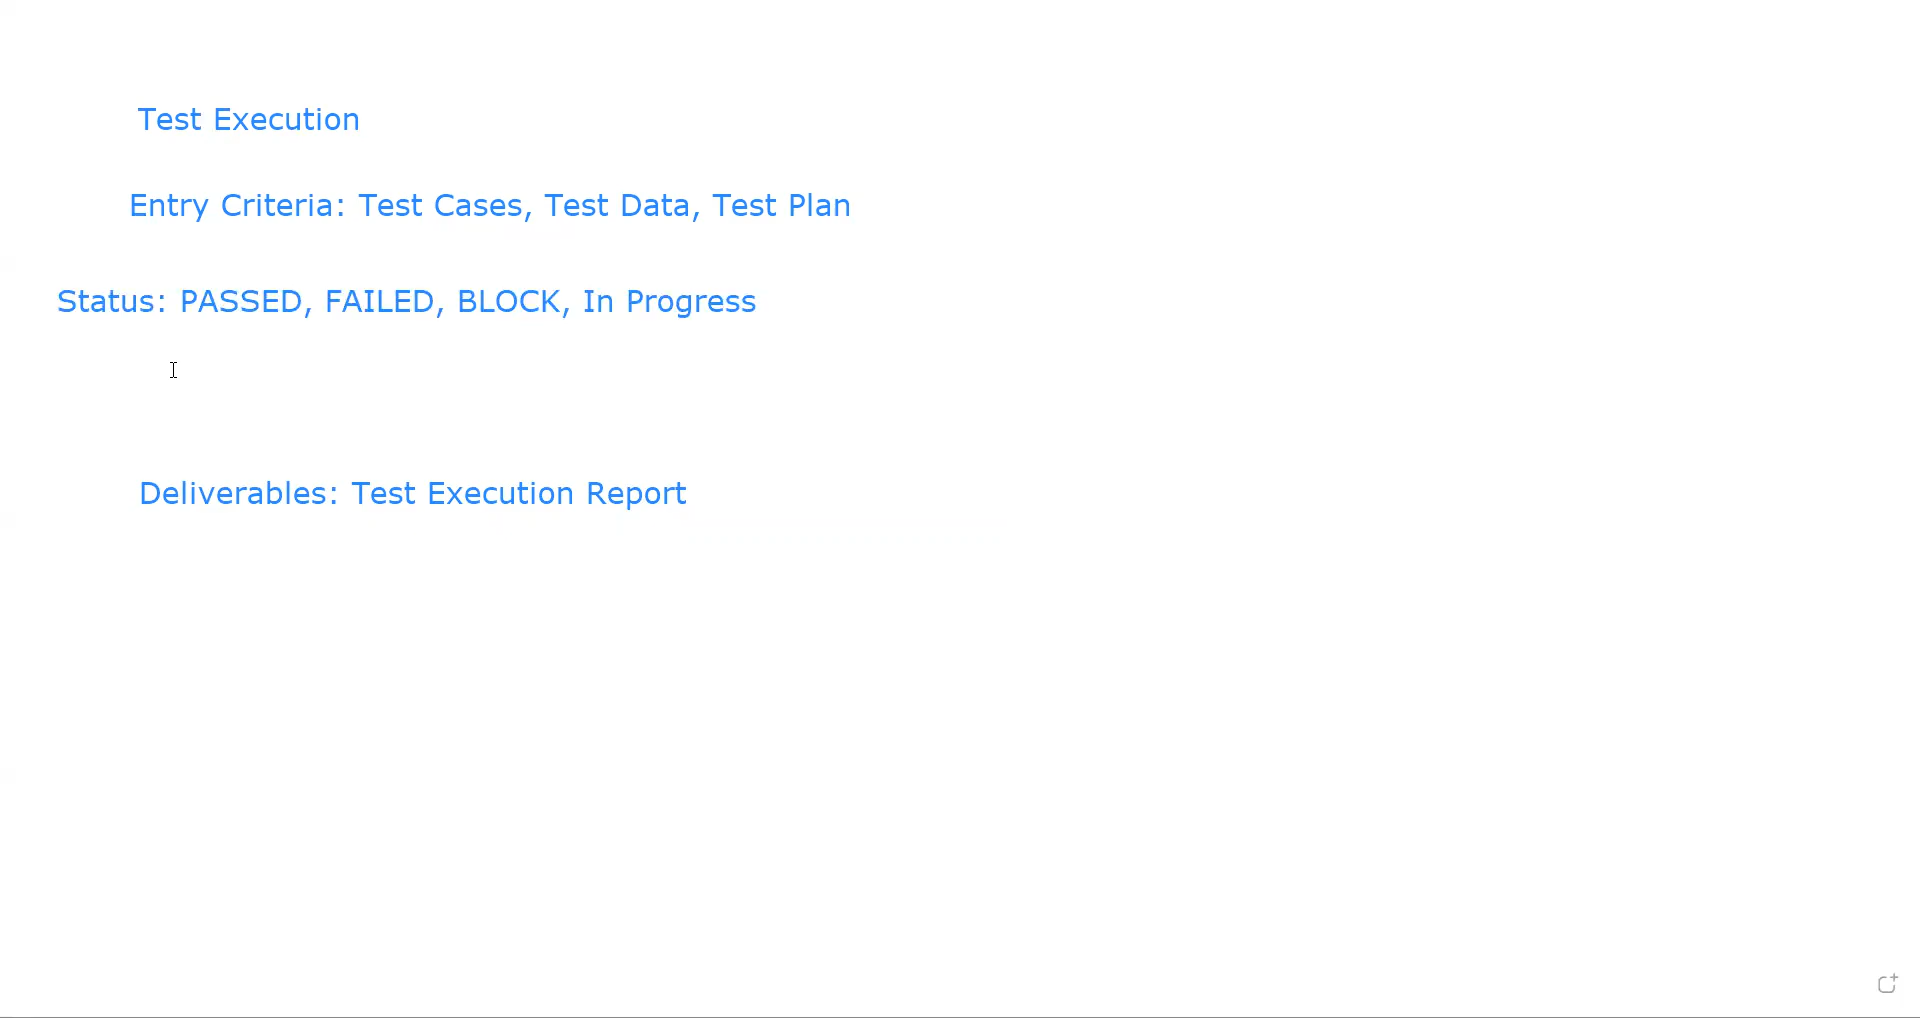 Test Execution
Entry Criteria: Test Cases, Test Data, Test Plan
Status: PASSED, FAILED, BLOCK, In Progress
Deliverables: Test Execution Report